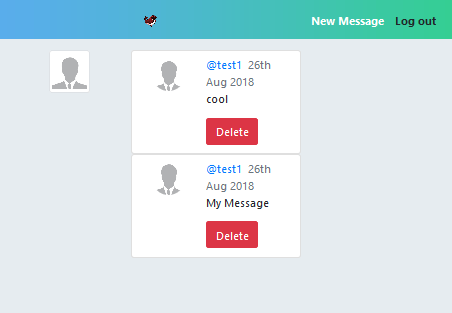 New Message Log out
@test1 26th
Aug 2018
cool
Delete
@test1 26th
Aug 2018
My Message
Delete